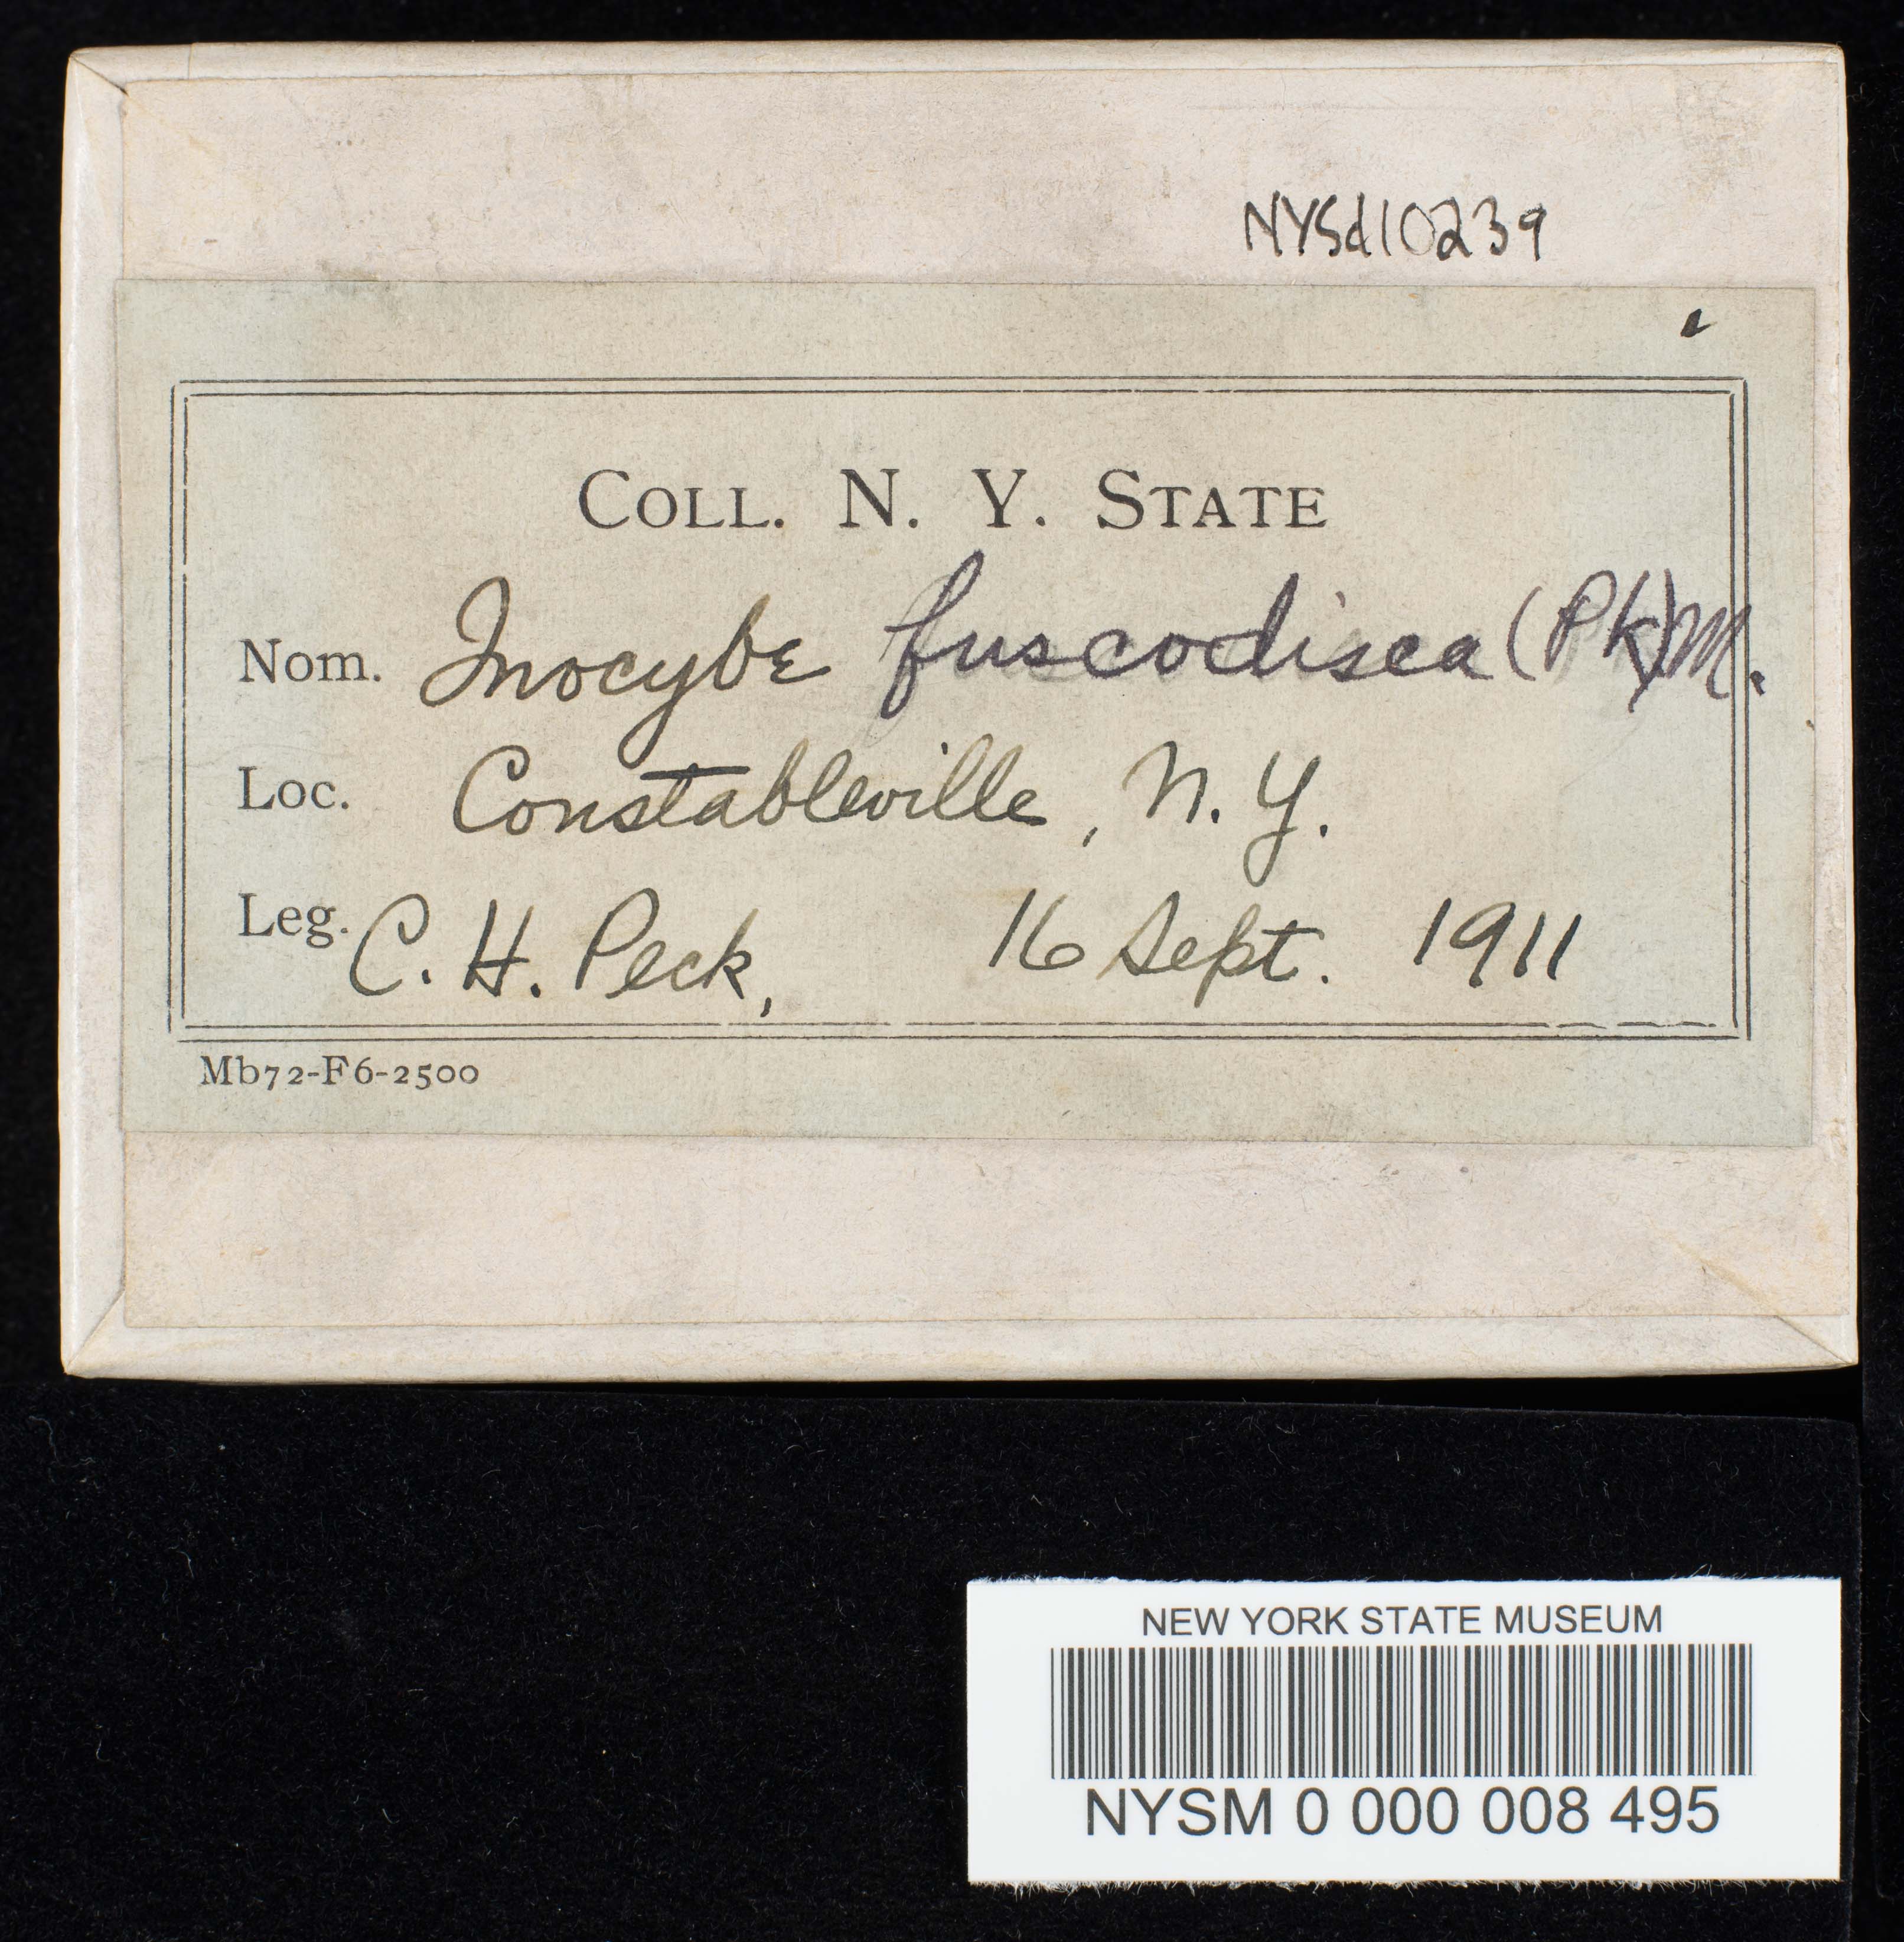 NYSd10239
COLL. N. Y. STATE
Nom. Inocybe fuscodisca (Pk) M.
Loc. Constableville, N. Y.
Leg. C. H. Peck, 16 Sept. 1911
Mb72-F6-2500
NEW YORK STATE MUSEUM
NYSM 0 000 008 495